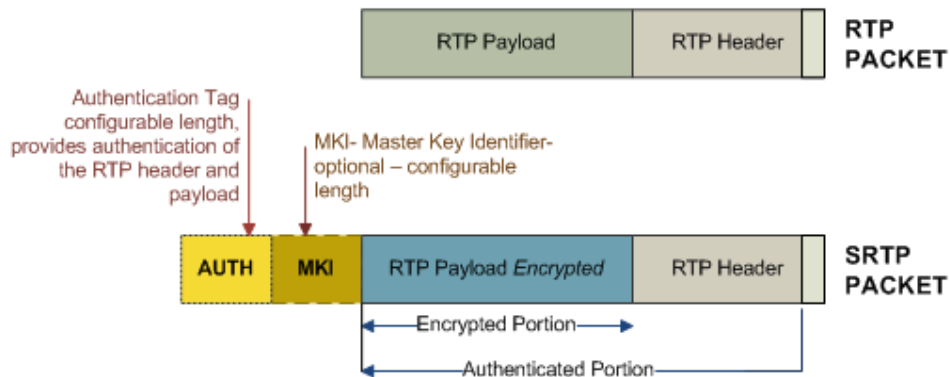 RTP Payload
RTP Header
RTP
PACKET
Authentication Tag
configurable length,
provides authentication of
the RTP header and
payload
MKI- Master Key Identifier-
optional – configurable
length
AUTH
MKI
RTP Payload Encrypted
RTP Header
SRTP
PACKET
Encrypted Portion
Authenticated Portion